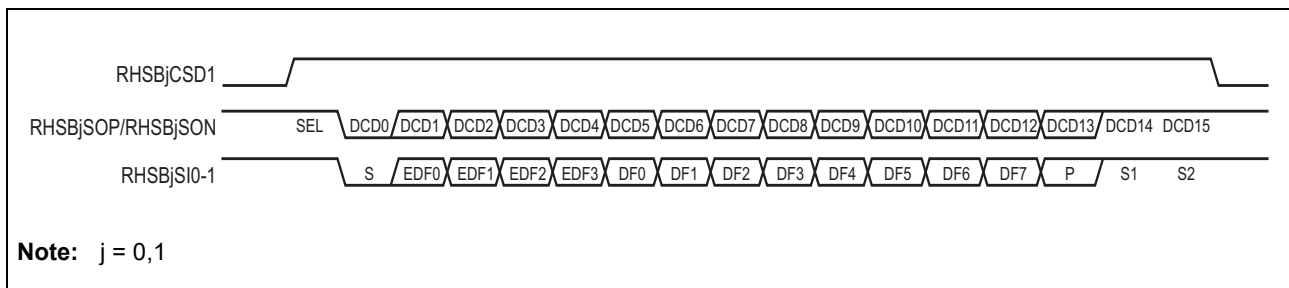 RHSBjCSD1
RHSBjSOP/RHSBjSON SEL DCD0 DCD1 DCD2 DCD3 DCD4 DCD5 DCD6 DCD7 DCD8 DCD9 DCD10 DCD11 DCD12 DCD13 DCD14 DCD15
RHSBjSI0-1 S EDF0 EDF1 EDF2 EDF3 DF0 DF1 DF2 DF3 DF4 DF5 DF6 DF7 P S1 S2
Note: j = 0,1